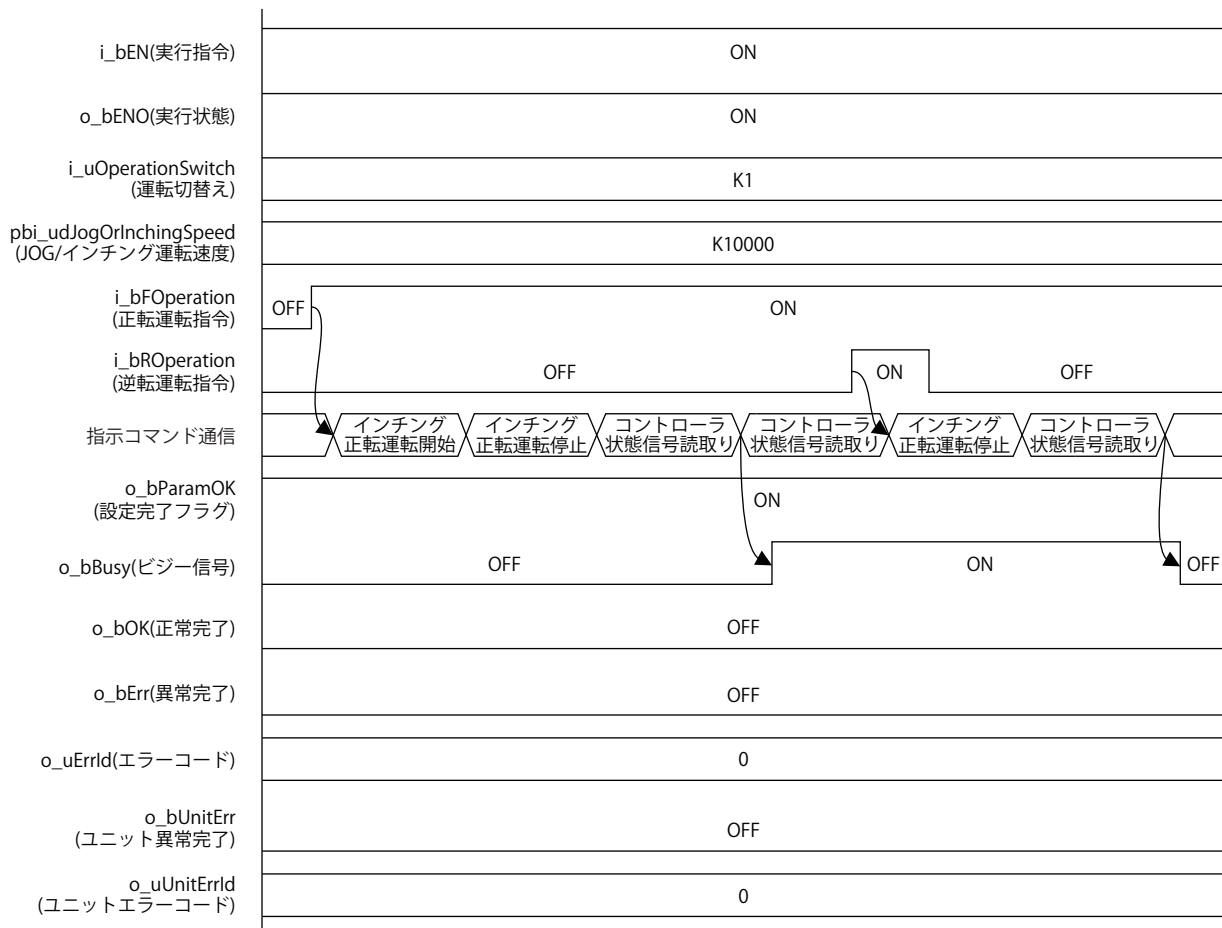 i_bEN(実行指令)
ON
o_bENO(実行状態)
ON
i_uOperationSwitch
(運転切替え)
K1
pbi_udJogOrInchingSpeed
(JOG/インチング運転速度)
K10000
i_bFOperation
(正転運転指令)
OFF
ON
i_bROperation
(逆転運転指令)
OFF
ON
OFF
指示コマンド通信
インチング
正転運転開始
インチング
正転運転停止
コントローラ
状態信号読取り
コントローラ
状態信号読取り
インチング
正転運転停止
コントローラ
状態信号読取り
o_bParamOK
(設定完了フラグ)
ON
o_bBusy(ビジー信号)
OFF
ON
OFF
o_bOK(正常完了)
OFF
o_bErr(異常完了)
OFF
o_uErrId(エラーコード)
0
o_bUnitErr
(ユニット異常完了)
OFF
o_uUnitErrId
(ユニットエラーコード)
0